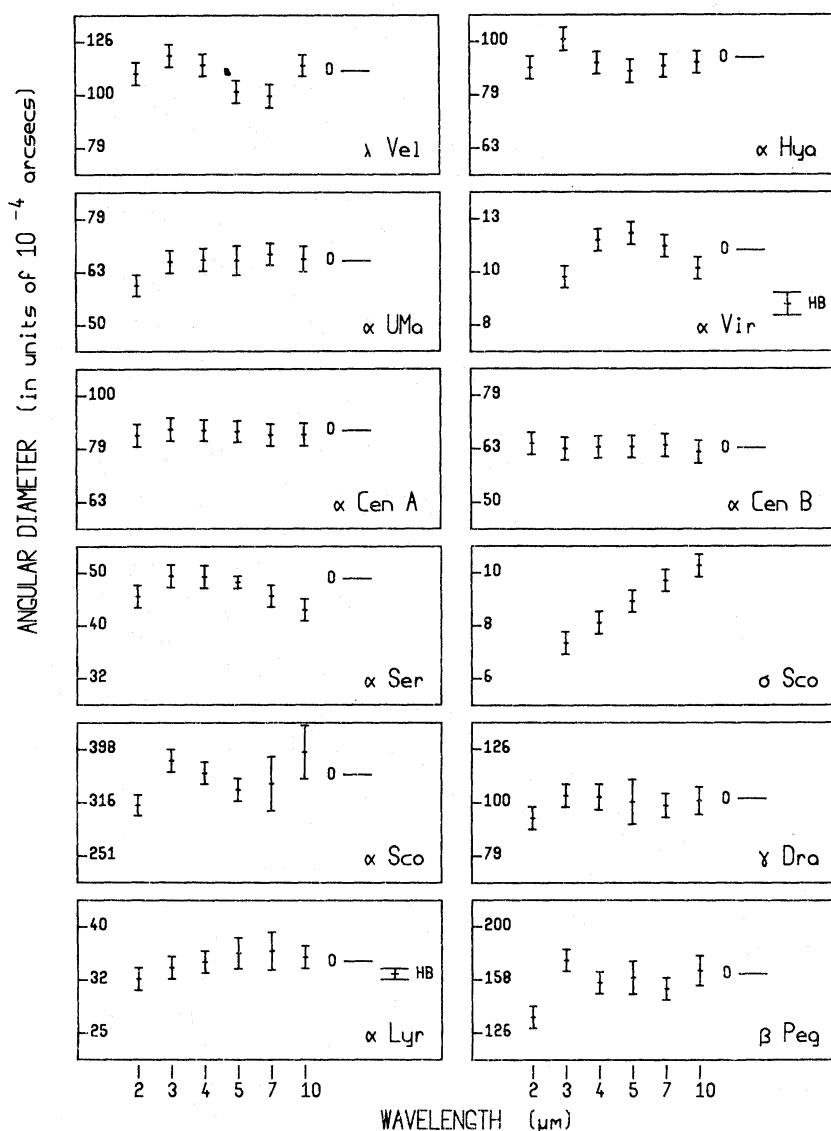 ANGULAR DIAMETER (in units of 10⁻⁴ arcsecs)
126
100
79
0
λ Vel
100
79
63
0
α Hya
79
63
50
0
α UMa
13
10
8
0
HB
α Vir
100
79
63
0
α Cen A
79
63
50
0
α Cen B
50
40
32
0
α Ser
10
8
6
σ Sco
398
316
251
0
α Sco
126
100
79
0
γ Dra
40
32
25
0
HB
α Lyr
200
158
126
0
β Peg
2 3 4 5 7 10
2 3 4 5 7 10
WAVELENGTH (μm)